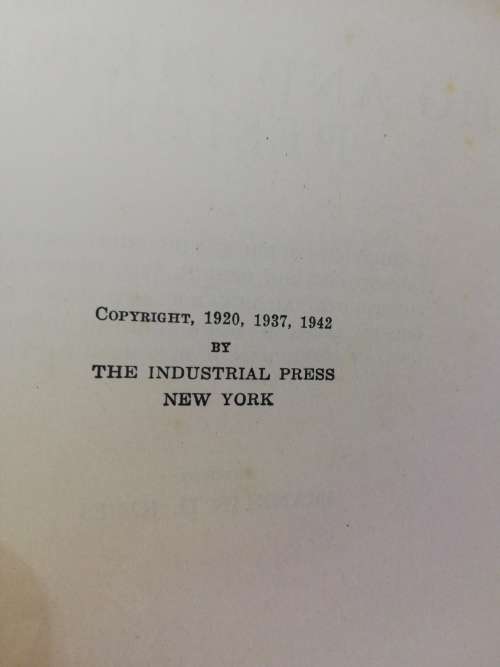 COPYRIGHT, 1920, 1937, 1942
BY
THE INDUSTRIAL PRESS
NEW YORK